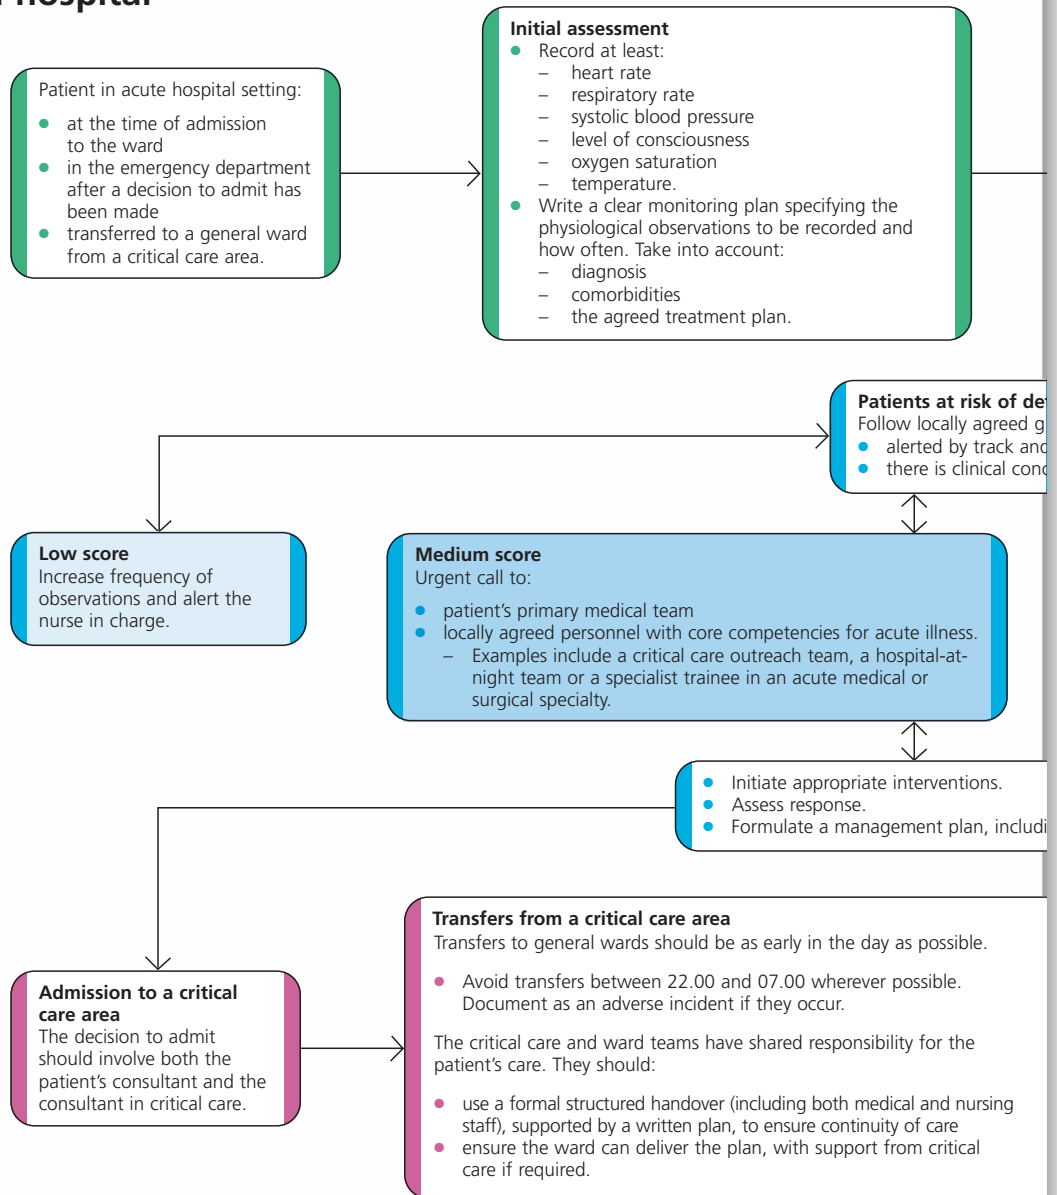 hospital
Patient in acute hospital setting:
● at the time of admission
to the ward
● in the emergency department
after a decision to admit has
been made
● transferred to a general ward
from a critical care area.
Initial assessment
● Record at least:
– heart rate
– respiratory rate
– systolic blood pressure
– level of consciousness
– oxygen saturation
– temperature.
● Write a clear monitoring plan specifying the
physiological observations to be recorded and
how often. Take into account:
– diagnosis
– comorbidities
– the agreed treatment plan.
Patients at risk of
Follow locally agreed
● alerted by track and
● there is clinical
Low score
Increase frequency of
observations and alert the
nurse in charge.
Medium score
Urgent call to:
● patient's primary medical team
● locally agreed personnel with core competencies for acute illness.
– Examples include a critical care outreach team, a hospital-at-
night team or a specialist trainee in an acute medical or
surgical specialty.
● Initiate appropriate interventions.
● Assess response.
● Formulate a management plan,
Admission to a critical
care area
The decision to admit
should involve both the
patient's consultant and the
consultant in critical care.
Transfers from a critical care area
Transfers to general wards should be as early in the day as possible.
● Avoid transfers between 22.00 and 07.00 wherever possible.
Document as an adverse incident if they occur.
The critical care and ward teams have shared responsibility for the
patient's care. They should:
● use a formal structured handover (including both medical and nursing
staff), supported by a written plan, to ensure continuity of care
● ensure the ward can deliver the plan, with support from critical
care if required.